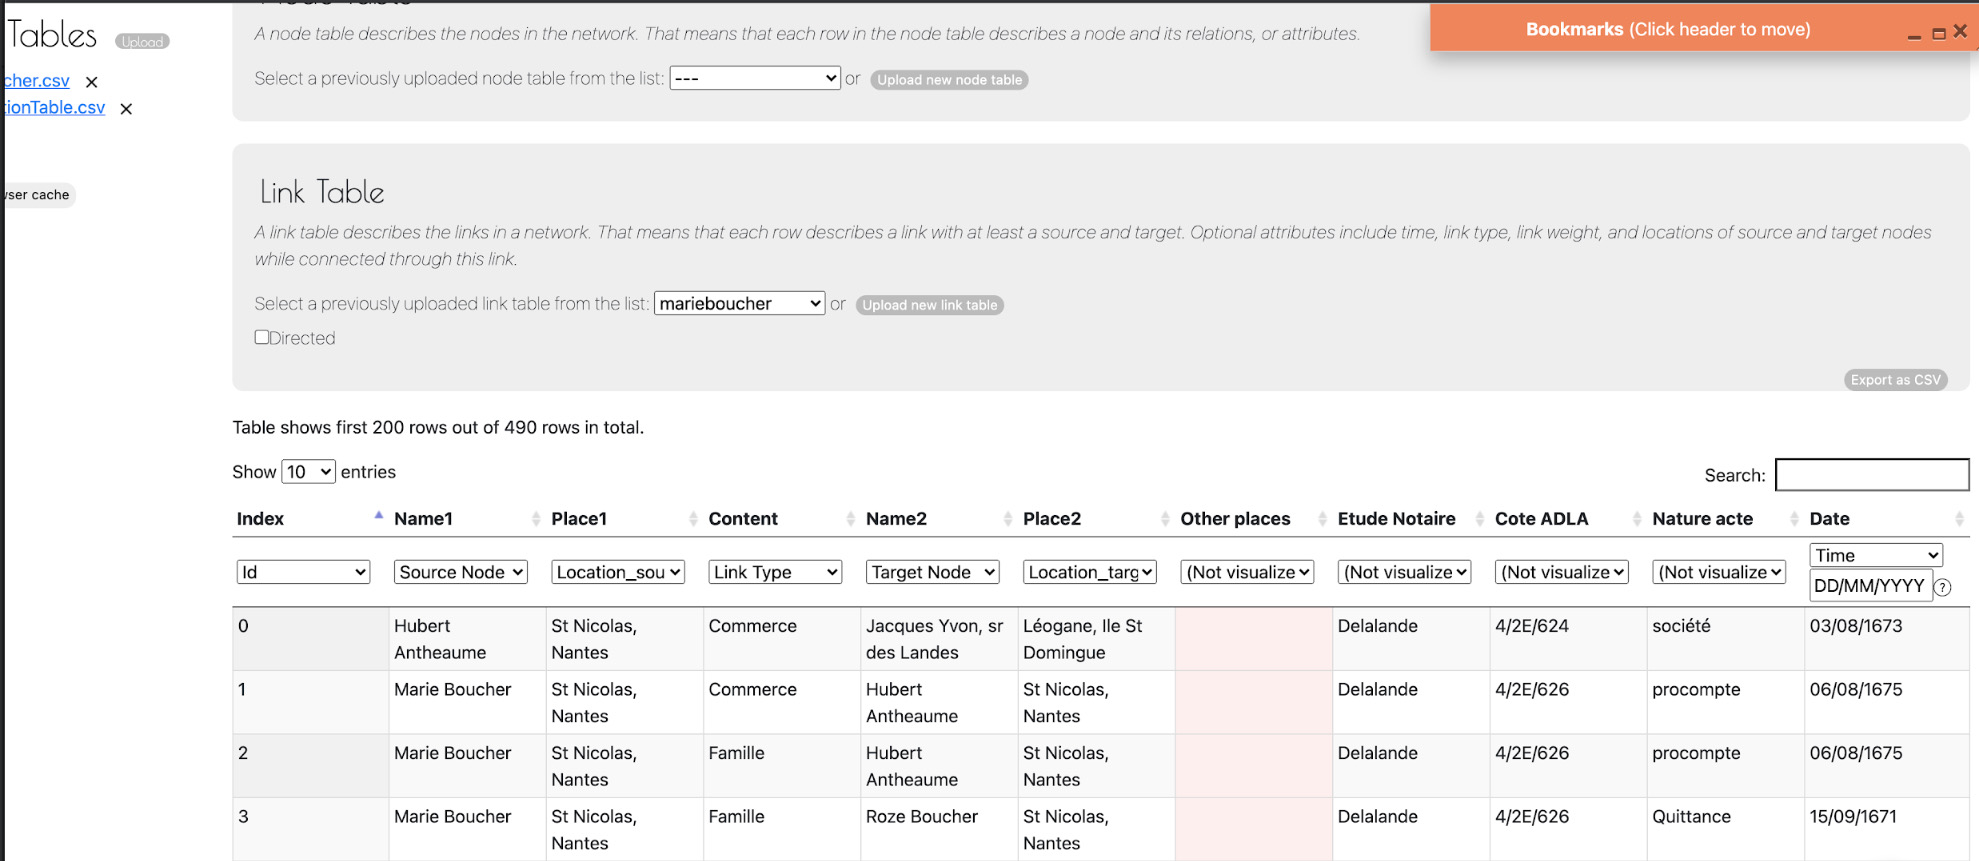 Tables Upload
cher.csv ×
tionTable.csv ×
wser cache
A node table describes the nodes in the network. That means that each row in the node table describes a node and its relations, or attributes.
Select a previously uploaded node table from the list: --- or Upload new node table
Bookmarks (Click header to move)
Link Table
A link table describes the links in a network. That means that each row describes a link with at least a source and target. Optional attributes include time, link type, link weight, and locations of source and target nodes
while connected through this link.
Select a previously uploaded link table from the list: marieboucher or Upload new link table
Directed
Export as CSV
Table shows first 200 rows out of 490 rows in total.
Show 10 entries
Search:
Index Name1 Place1 Content Name2 Place2 Other places Etude Notaire Cote ADLA Nature acte Date
Id Source Node Location_sou Link Type Target Node Location_targ (Not visualize (Not visualize (Not visualize (Not visualize Time
DD/MM/YYYY ?
0 Hubert St Nicolas, Commerce Jacques Yvon, sr Léogane, Ile St Delalande 4/2E/624 société 03/08/1673
Antheaume Nantes des Landes Domingue
1 Marie Boucher St Nicolas, Commerce Hubert St Nicolas, Delalande 4/2E/626 procompte 06/08/1675
Nantes Antheaume Nantes
2 Marie Boucher St Nicolas, Famille Hubert St Nicolas, Delalande 4/2E/626 procompte 06/08/1675
Nantes Antheaume Nantes
3 Marie Boucher St Nicolas, Famille Roze Boucher St Nicolas, Delalande 4/2E/626 Quittance 15/09/1671
Nantes Nantes